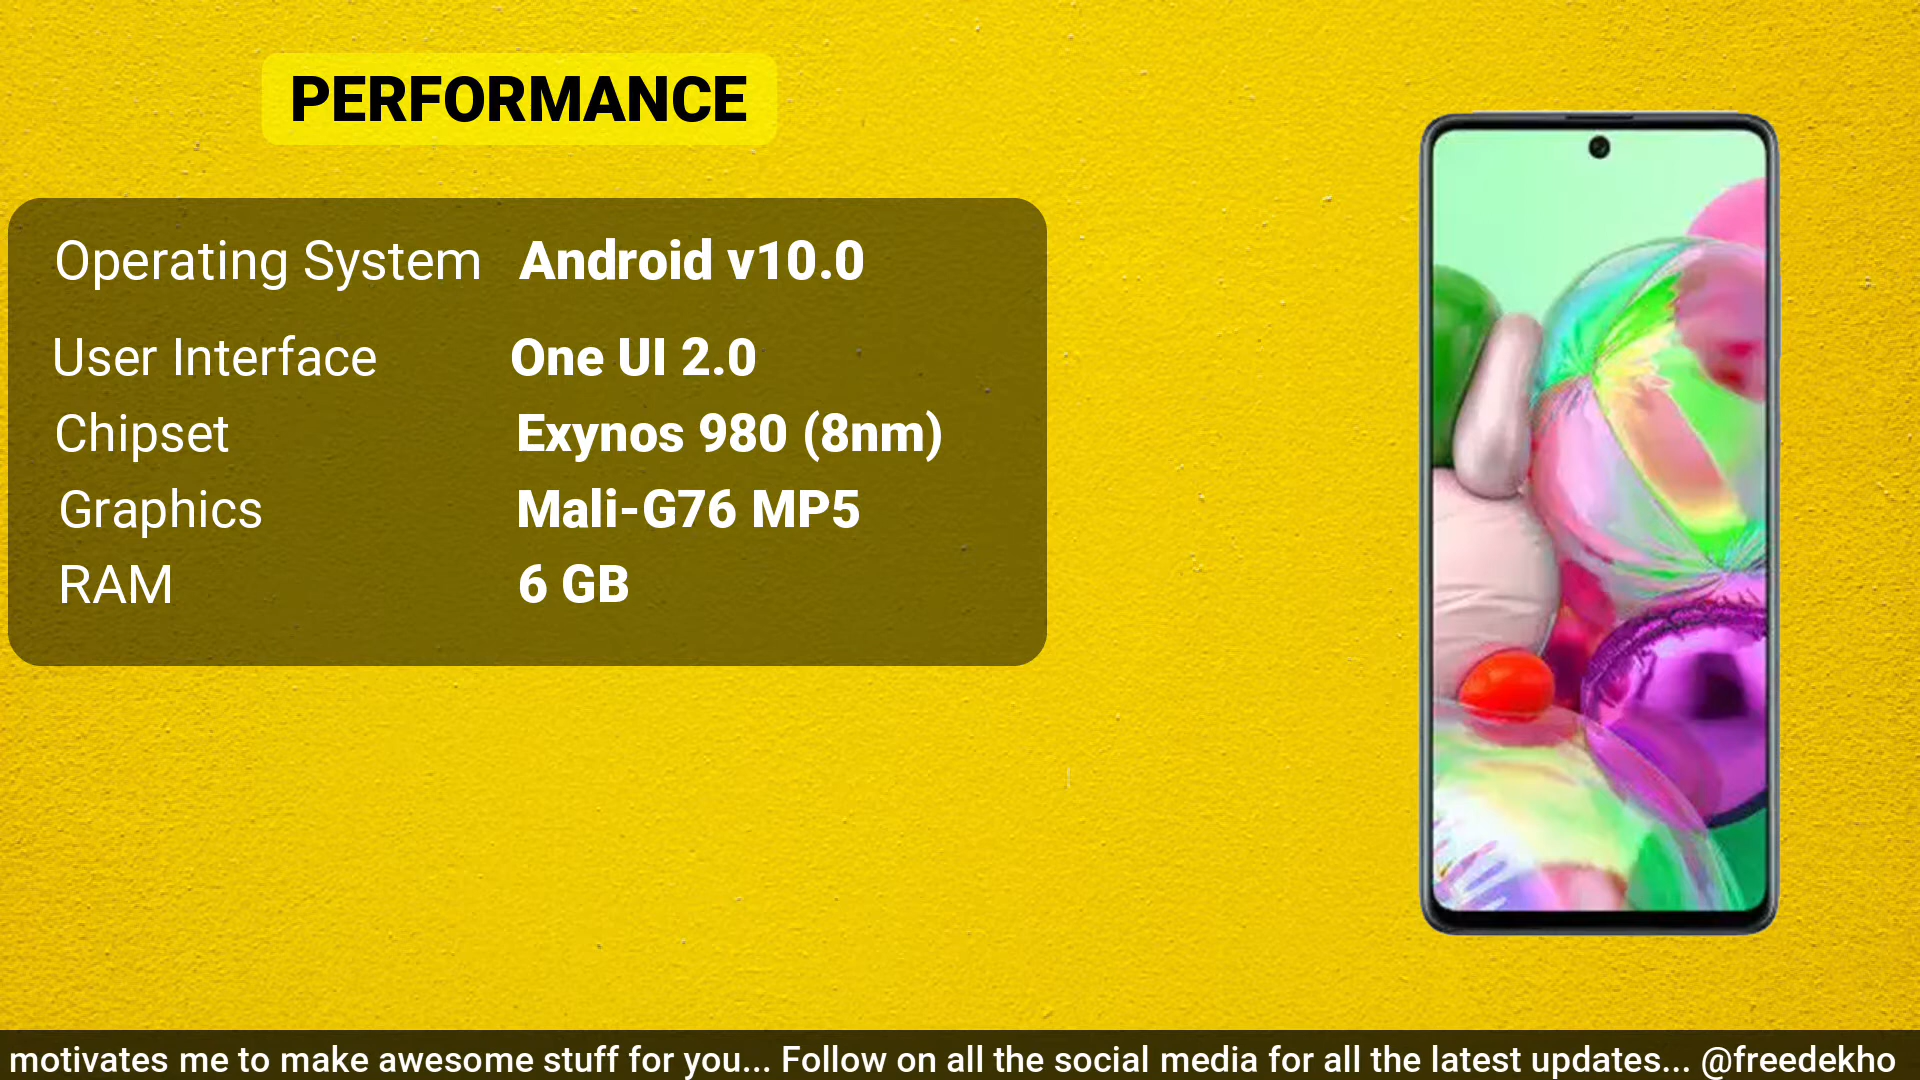 PERFORMANCE
Operating System Android v10.0
User Interface One UI 2.0
Chipset Exynos 980 (8nm)
Graphics Mali-G76 MP5
RAM 6 GB
motivates me to make awesome stuff for you... Follow on all the social media for all the latest updates... @freedekho